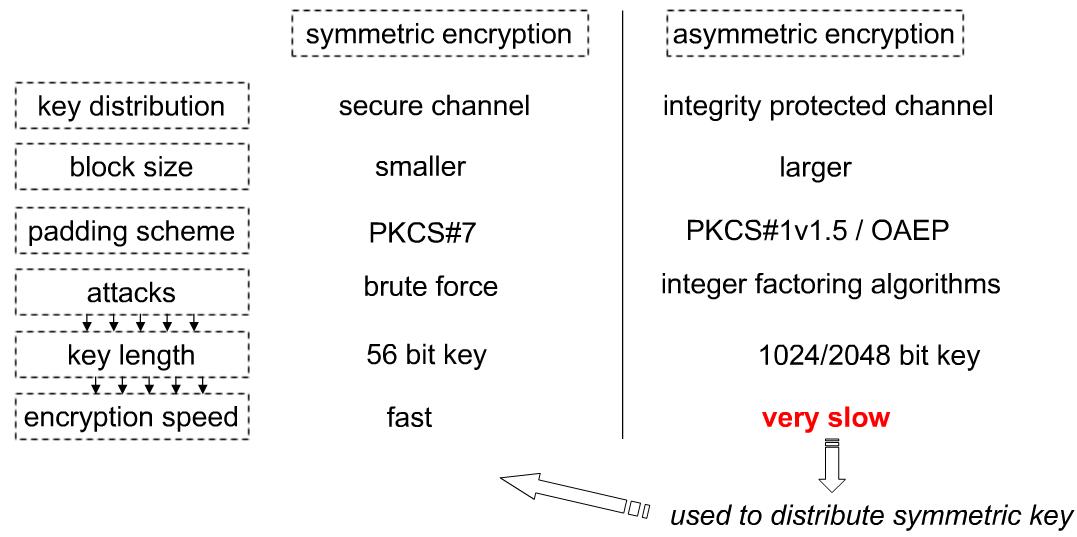 symmetric encryption
asymmetric encryption
key distribution
secure channel
integrity protected channel
block size
smaller
larger
padding scheme
PKCS#7
PKCS#1v1.5 / OAEP
attacks
brute force
integer factoring algorithms
key length
56 bit key
1024/2048 bit key
encryption speed
fast
very slow
used to distribute symmetric key